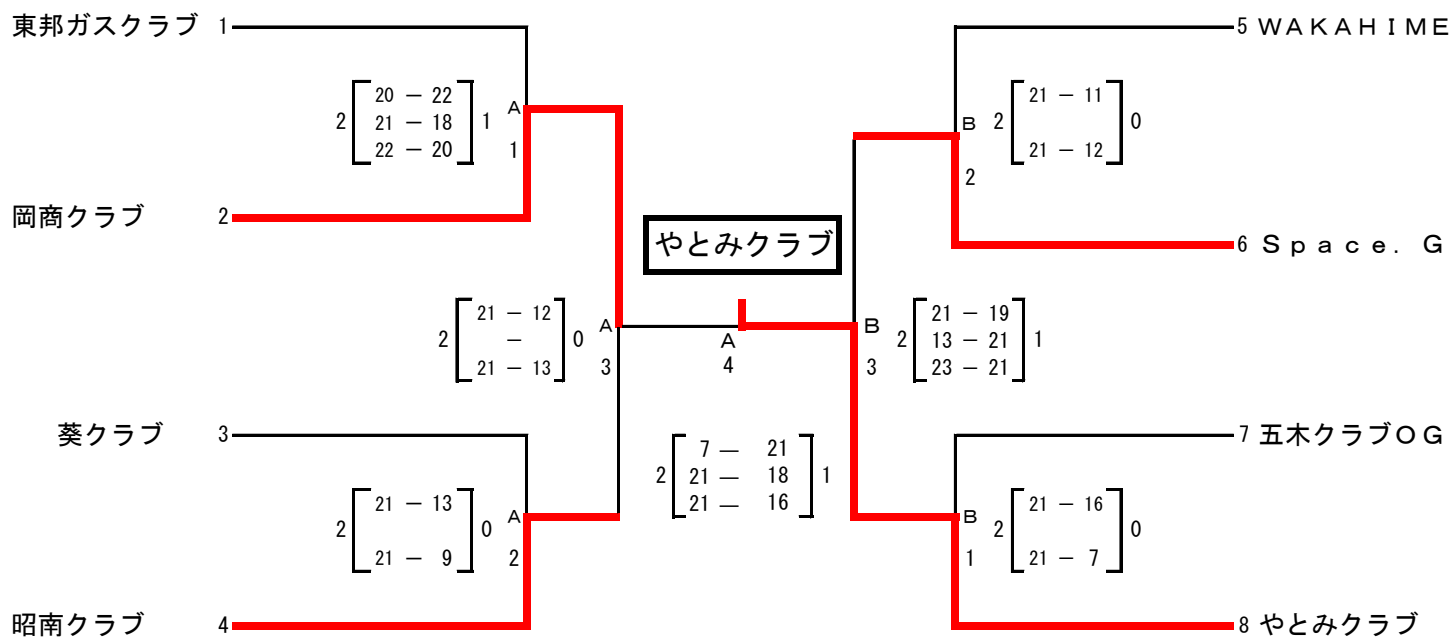 東邦ガスクラブ 1
5 ＷＡＫＡＨＩＭＥ
2 20 － 22 1 A
21 － 18
22 － 20 1
2 21 － 11 0 B
21 － 12 2
岡商クラブ 2
6 Ｓｐａｃｅ．Ｇ
やとみクラブ
2 21 － 12 0 A
－
21 － 13 3
A
4
2 21 － 19 1 B
13 － 21
23 － 21 3
葵クラブ 3
7 五木クラブＯＧ
2 7 － 21 1
21 － 18
21 － 16
2 21 － 13 0 A
21 － 9 2
2 21 － 16 0 B
21 － 7 1
昭南クラブ 4
8 やとみクラブ